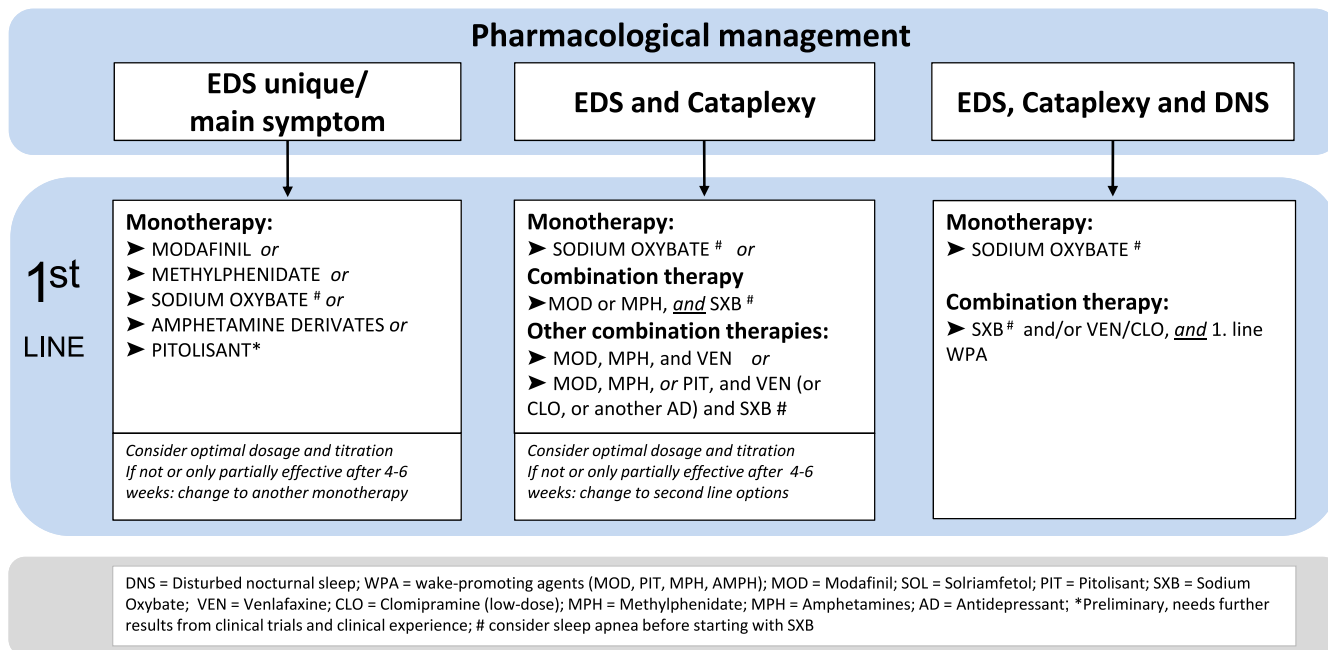 Pharmacological management
EDS unique/
main symptom
EDS and Cataplexy
EDS, Cataplexy and DNS
1st
LINE
Monotherapy:
➤ MODAFINIL or
➤ METHYLPHENIDATE or
➤ SODIUM OXYBATE # or
➤ AMPHETAMINE DERIVATES or
➤ PITOLISANT*
Consider optimal dosage and titration
If not or only partially effective after 4-6
weeks: change to another monotherapy
Monotherapy:
➤ SODIUM OXYBATE # or
Combination therapy
➤MOD or MPH, and SXB #
Other combination therapies:
➤ MOD, MPH, and VEN or
➤ MOD, MPH, or PIT, and VEN (or
CLO, or another AD) and SXB #
Consider optimal dosage and titration
If not or only partially effective after 4-6
weeks: change to second line options
Monotherapy:
➤ SODIUM OXYBATE #
Combination therapy:
➤ SXB # and/or VEN/CLO, and 1. line
WPA
DNS = Disturbed nocturnal sleep; WPA = wake-promoting agents (MOD, PIT, MPH, AMPH); MOD = Modafinil; SOL = Solriamfetol; PIT = Pitolisant; SXB = Sodium
Oxybate; VEN = Venlafaxine; CLO = Clomipramine (low-dose); MPH = Methylphenidate; MPH = Amphetamines; AD = Antidepressant; *Preliminary, needs further
results from clinical trials and clinical experience; # consider sleep apnea before starting with SXB